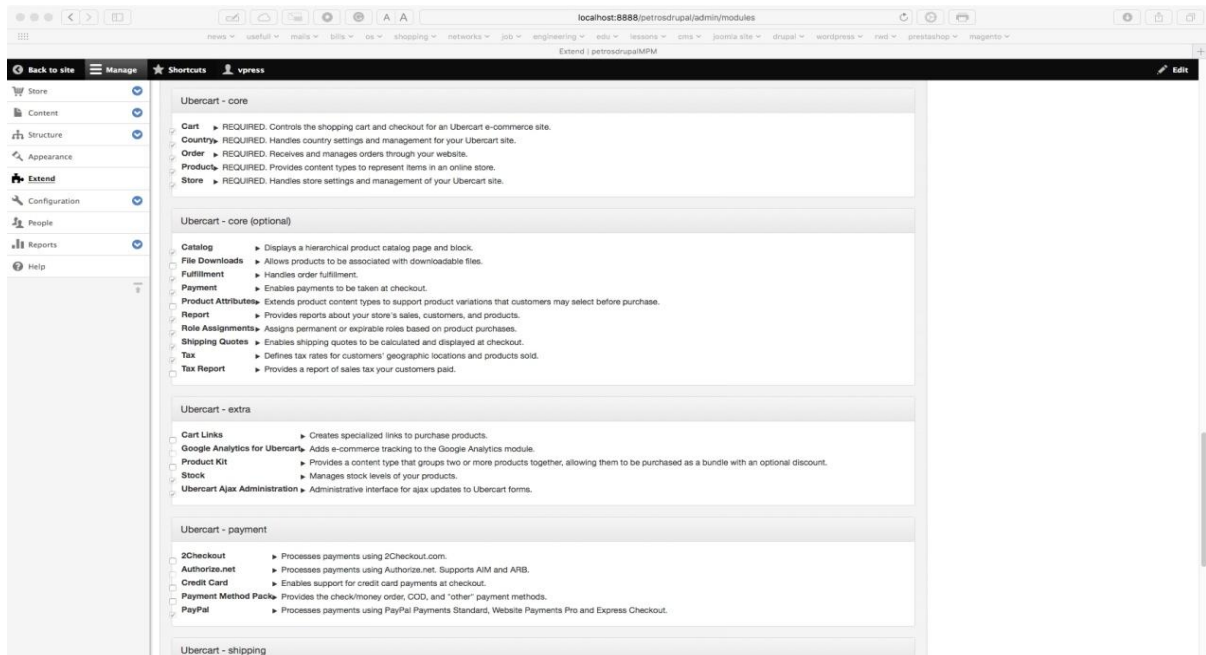 A A
localhost:8888/petrosdrupal/admin/modules
news usefull mails bills os shopping networks job engineering edu lessons cms joomla site drupal wordpress rwd prestashop magento
Extend | petrosdrupalMPM
Back to site Manage Shortcuts vpress Edit
Store
Content
Structure
Appearance
Extend
Configuration
People
Reports
Help
Ubercart - core
Cart REQUIRED. Controls the shopping cart and checkout for an Ubercart e-commerce site.
Country REQUIRED. Handles country settings and management for your Ubercart site.
Order REQUIRED. Receives and manages orders through your website.
Product REQUIRED. Provides content types to represent items in an online store.
Store REQUIRED. Handles store settings and management of your Ubercart site.
Ubercart - core (optional)
Catalog Displays a hierarchical product catalog page and block.
File Downloads Allows products to be associated with downloadable files.
Fulfillment Handles order fulfillment.
Payment Enables payments to be taken at checkout.
Product Attributes Extends product content types to support product variations that customers may select before purchase.
Report Provides reports about your store's sales, customers, and products.
Role Assignments Assigns permanent or expirable roles based on product purchases.
Shipping Quotes Enables shipping quotes to be calculated and displayed at checkout.
Tax Defines tax rates for customers' geographic locations and products sold.
Tax Report Provides a report of sales tax your customers paid.
Ubercart - extra
Cart Links Creates specialized links to purchase products.
Google Analytics for Ubercart Adds e-commerce tracking to the Google Analytics module.
Product Kit Provides a content type that groups two or more products together, allowing them to be purchased as a bundle with an optional discount.
Stock Manages stock levels of your products.
Ubercart Ajax Administration Administrative interface for ajax updates to Ubercart forms.
Ubercart - payment
2Checkout Processes payments using 2Checkout.com.
Authorize.net Processes payments using Authorize.net. Supports AIM and ARB.
Credit Card Enables support for credit card payments at checkout.
Payment Method Pack Provides the check/money order, COD, and "other" payment methods.
PayPal Processes payments using PayPal Payments Standard, Website Payments Pro and Express Checkout.
Ubercart - shipping